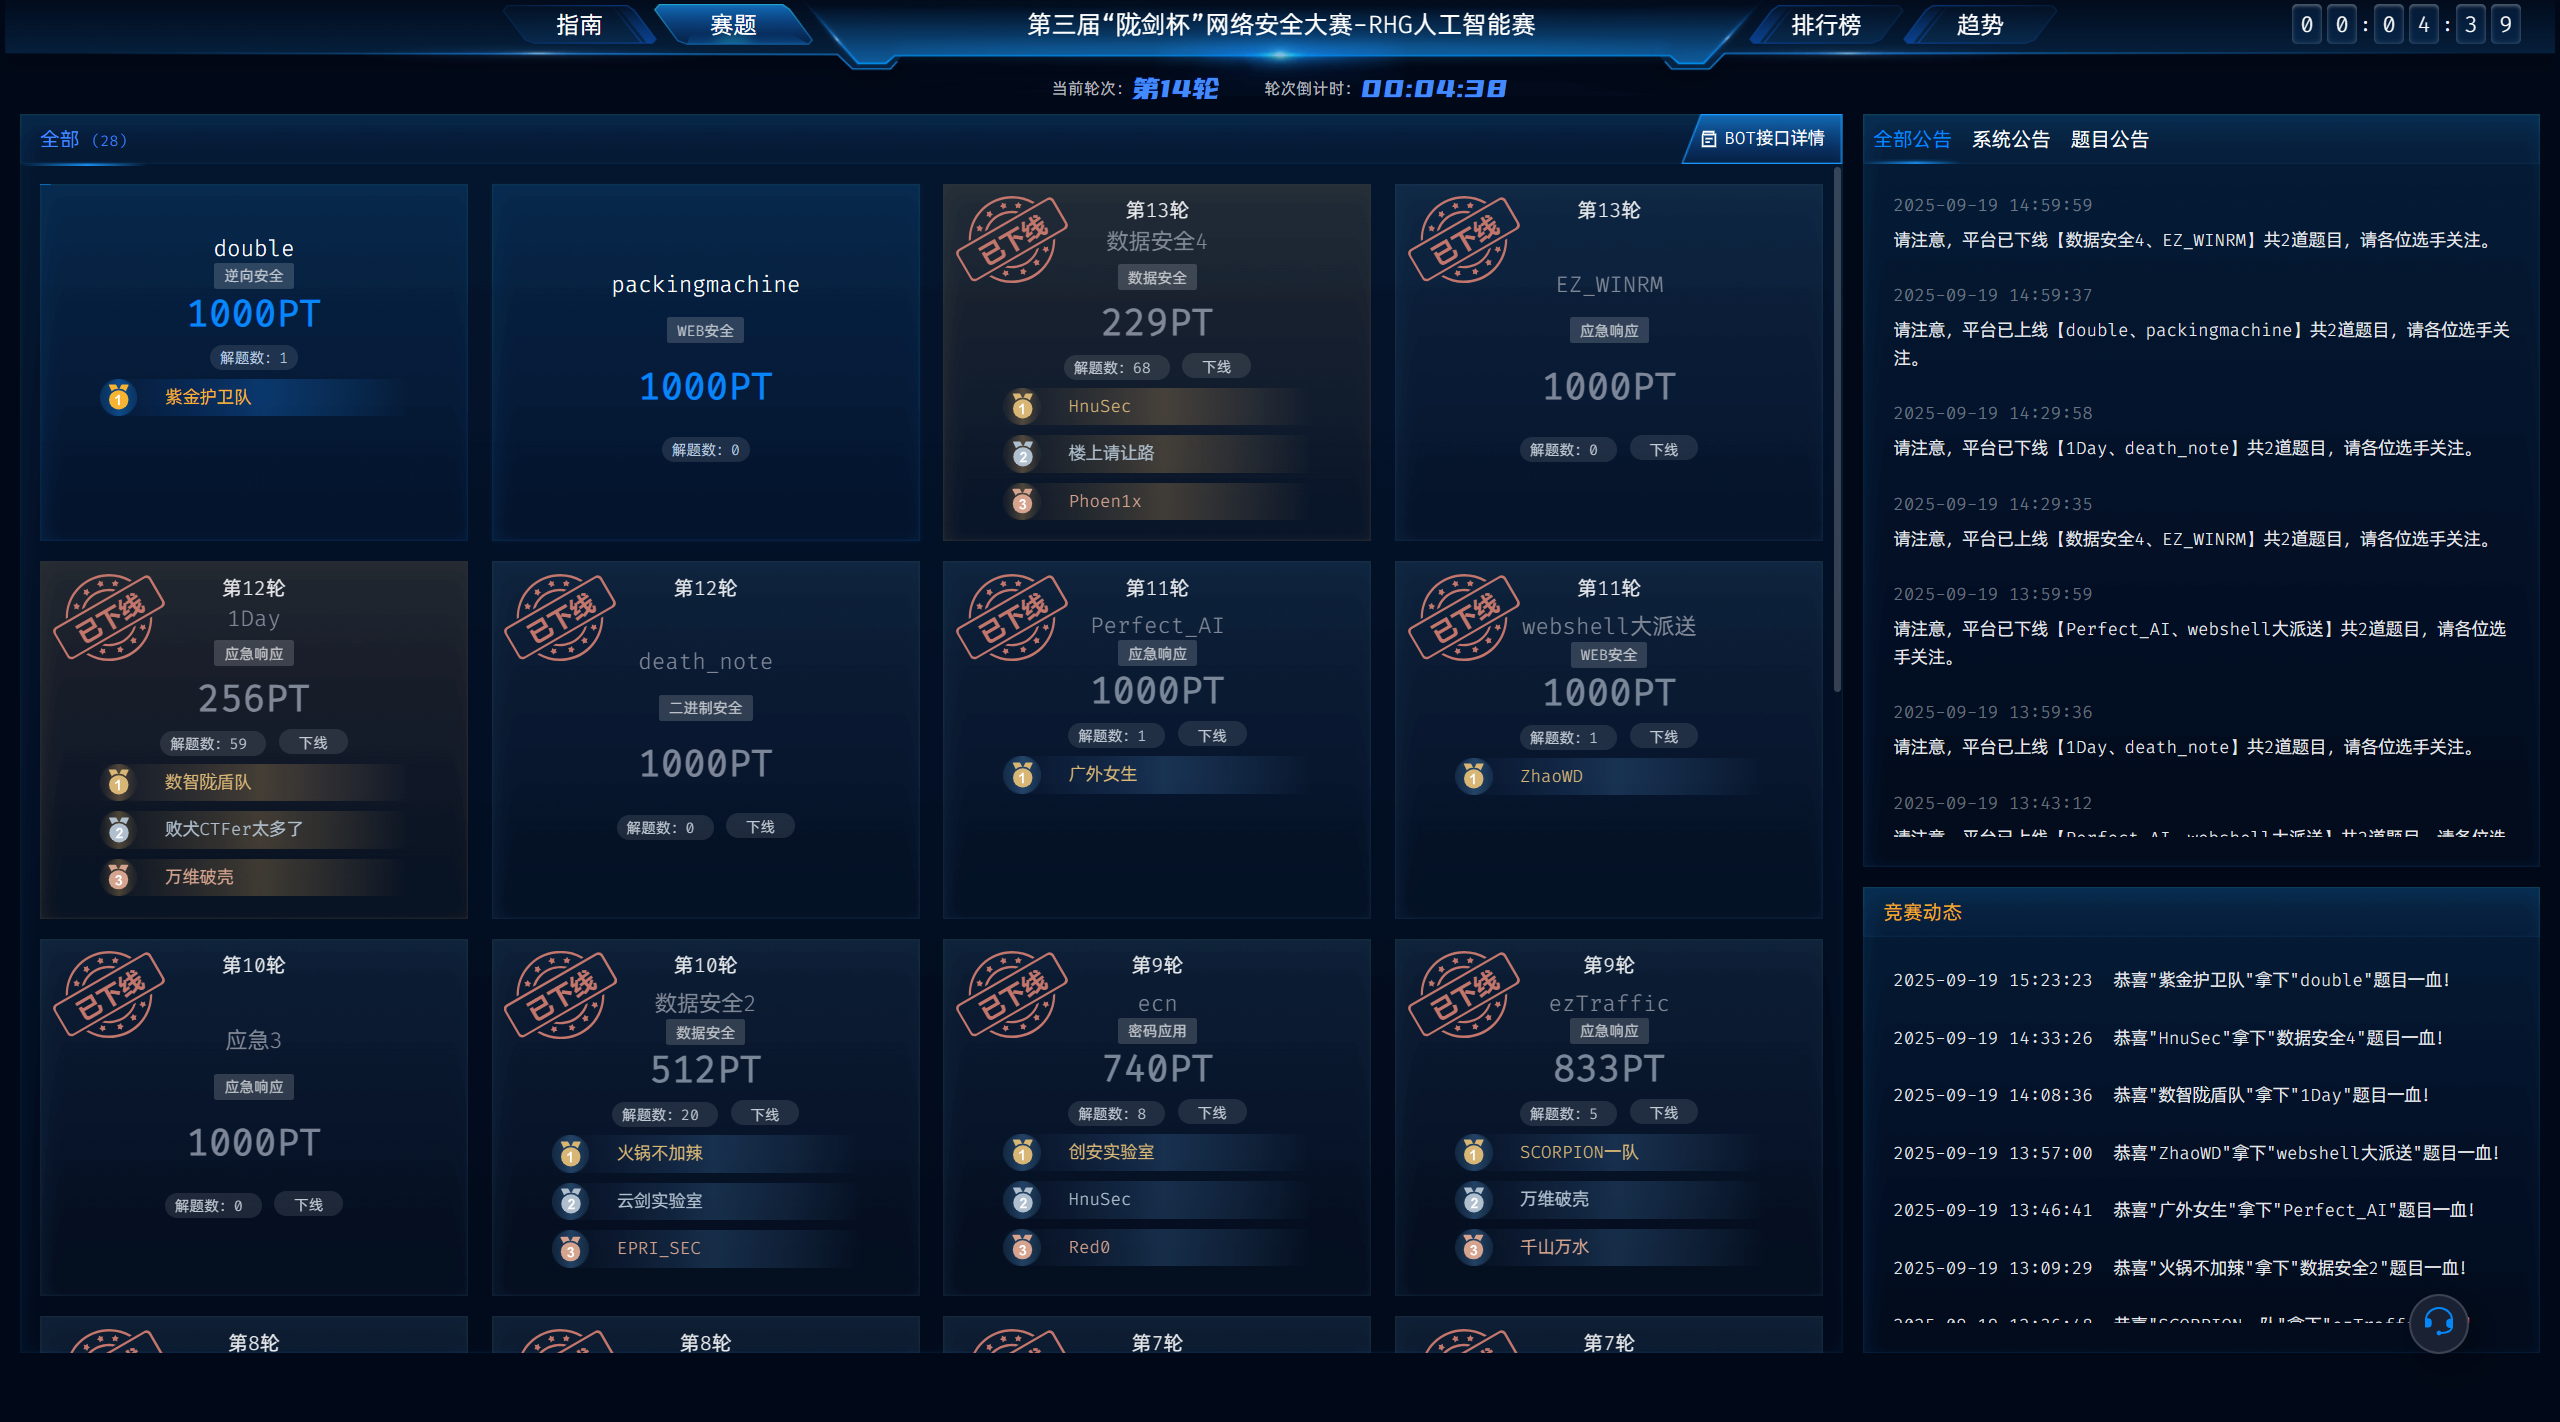 指南
赛题
第三届“陇剑杯”网络安全大赛-RHG人工智能赛
排行榜
趋势
00:04:39
当前轮次: 第14轮 轮次倒计时: 00:04:38
全部 (28)
BOT接口详情
double
逆向安全
1000PT
解题数: 1
1 紫金护卫队
packingmachine
WEB安全
1000PT
解题数: 0
已下线
第13轮
数据安全4
数据安全
229PT
解题数: 68 下线
1 HnuSec
2 楼上请让路
3 Phoen1x
已下线
第13轮
EZ_WINRM
应急响应
1000PT
解题数: 0 下线
已下线
第12轮
1Day
应急响应
256PT
解题数: 59 下线
1 数智陇盾队
2 败犬CTFer太多了
3 万维破壳
已下线
第12轮
death_note
二进制安全
1000PT
解题数: 0 下线
已下线
第11轮
Perfect_AI
应急响应
1000PT
解题数: 1 下线
1 广外女生
已下线
第11轮
webshell大派送
WEB安全
1000PT
解题数: 1 下线
1 ZhaoWD
已下线
第10轮
应急3
应急响应
1000PT
解题数: 0 下线
已下线
第10轮
数据安全2
数据安全
512PT
解题数: 20 下线
1 火锅不加辣
2 云剑实验室
3 EPRI_SEC
已下线
第9轮
ecn
密码应用
740PT
解题数: 8 下线
1 创安实验室
2 HnuSec
3 Red0
已下线
第9轮
ezTraffic
应急响应
833PT
解题数: 5 下线
1 SCORPION一队
2 万维破壳
3 千山万水
第8轮
第8轮
第7轮
第7轮
全部公告 系统公告 题目公告
2025-09-19 14:59:59
请注意，平台已下线【数据安全4、EZ_WINRM】共2道题目，请各位选手关注。
2025-09-19 14:59:37
请注意，平台已上线【double、packingmachine】共2道题目，请各位选手关
注。
2025-09-19 14:29:58
请注意，平台已下线【1Day、death_note】共2道题目，请各位选手关注。
2025-09-19 14:29:35
请注意，平台已上线【数据安全4、EZ_WINRM】共2道题目，请各位选手关注。
2025-09-19 13:59:59
请注意，平台已下线【Perfect_AI、webshell大派送】共2道题目，请各位选
手关注。
2025-09-19 13:59:36
请注意，平台已上线【1Day、death_note】共2道题目，请各位选手关注。
2025-09-19 13:43:12
请注意，平台已上线【Perfect_AI、webshell大派送】共2道题目，请各位选
竞赛动态
2025-09-19 15:23:23 恭喜"紫金护卫队"拿下"double"题目一血!
2025-09-19 14:33:26 恭喜"HnuSec"拿下"数据安全4"题目一血!
2025-09-19 14:08:36 恭喜"数智陇盾队"拿下"1Day"题目一血!
2025-09-19 13:57:00 恭喜"ZhaoWD"拿下"webshell大派送"题目一血!
2025-09-19 13:46:41 恭喜"广外女生"拿下"Perfect_AI"题目一血!
2025-09-19 13:09:29 恭喜"火锅不加辣"拿下"数据安全2"题目一血!